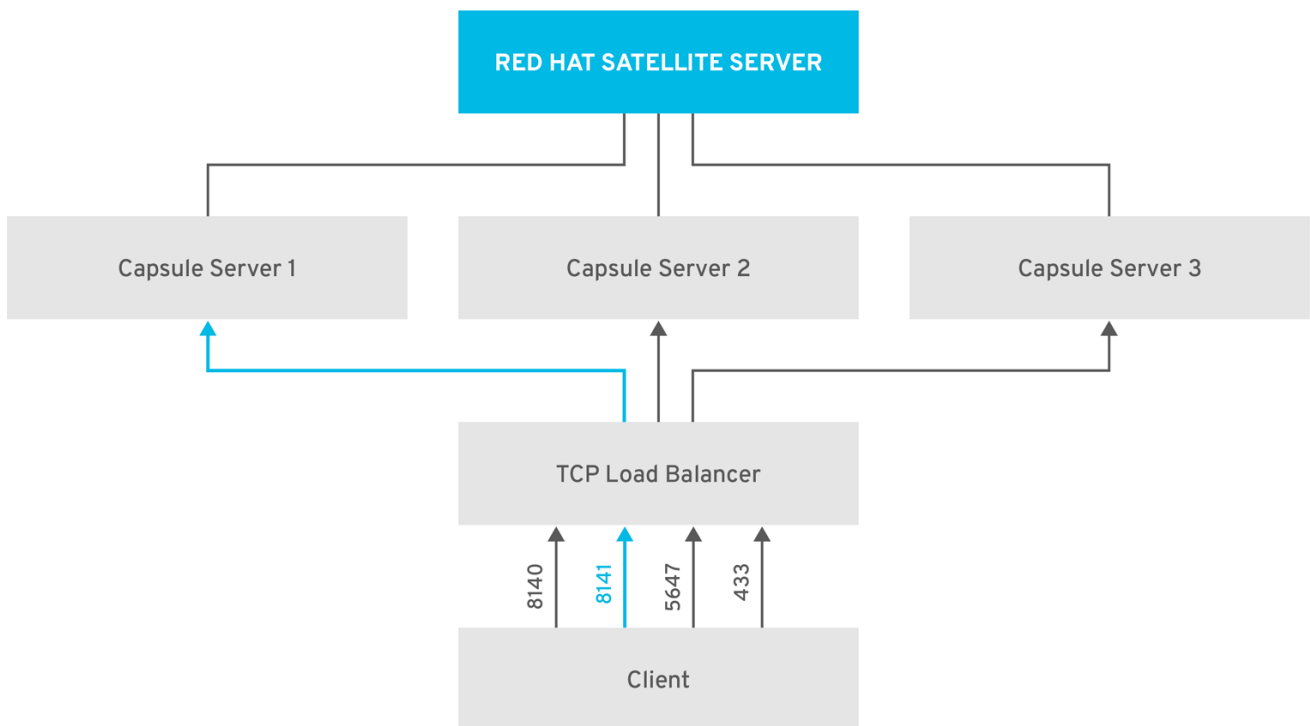 RED HAT SATELLITE SERVER
Capsule Server 1
Capsule Server 2
Capsule Server 3
TCP Load Balancer
8140
8141
5647
433
Client